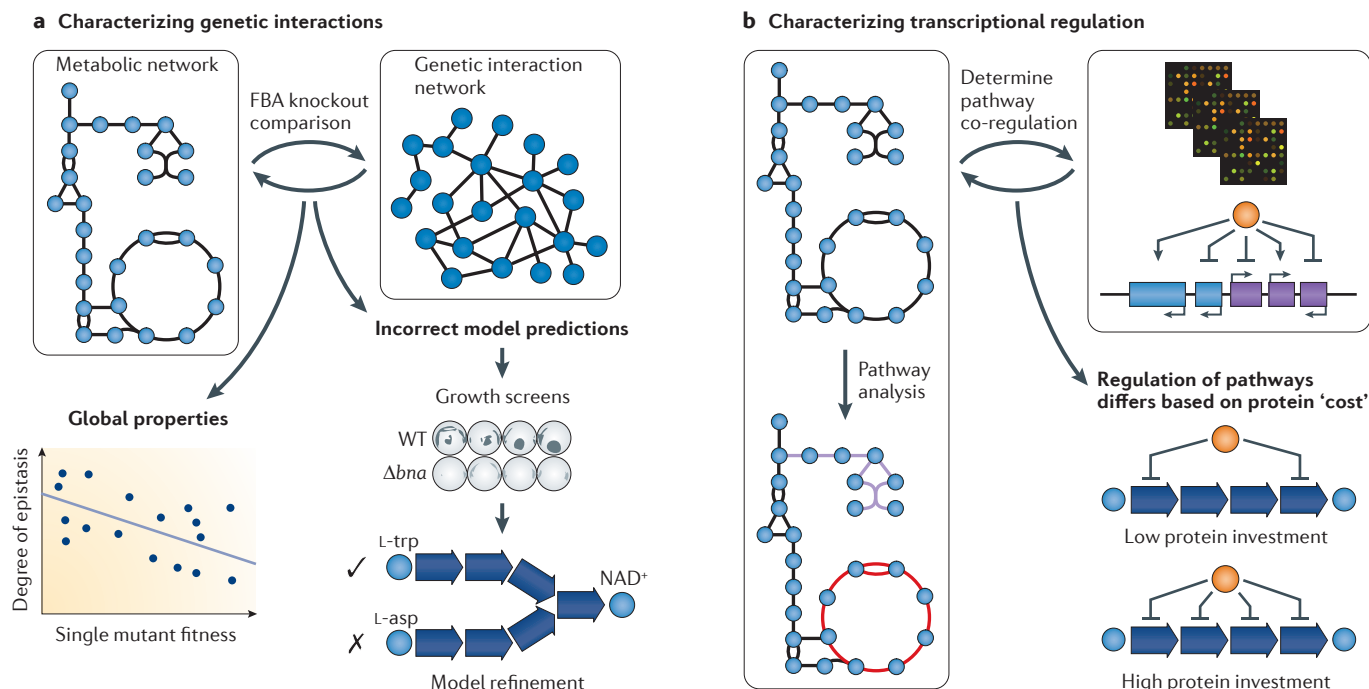 a Characterizing genetic interactions
Metabolic network
FBA knockout
comparison
Genetic interaction
network
Incorrect model predictions
Growth screens
WT
Δbna
Global properties
Degree of epistasis
Single mutant fitness
L-trp
✓
NAD⁺
L-asp
✗
Model refinement
b Characterizing transcriptional regulation
Determine
pathway
co-regulation
Pathway
analysis
Regulation of pathways
differs based on protein ‘cost’
Low protein investment
High protein investment